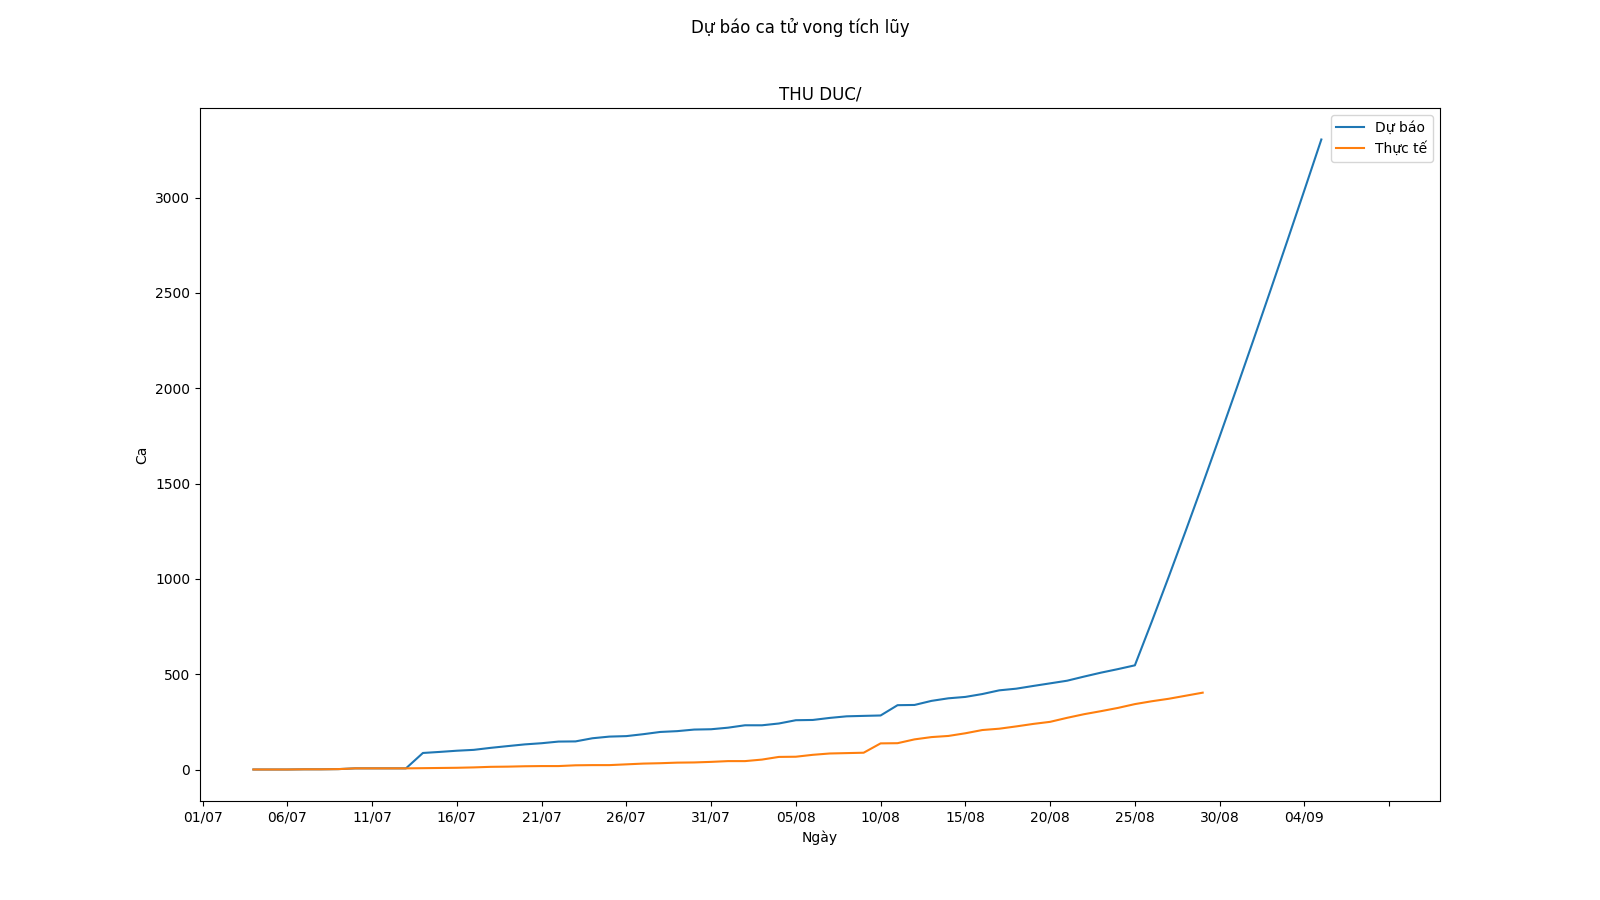 Dự báo ca tử vong tích lũy
THU DUC/
Dự báo
Thực tế
3000
2500
2000
1500
1000
500
0
Ca
01/07 06/07 11/07 16/07 21/07 26/07 31/07 05/08 10/08 15/08 20/08 25/08 30/08 04/09
Ngày